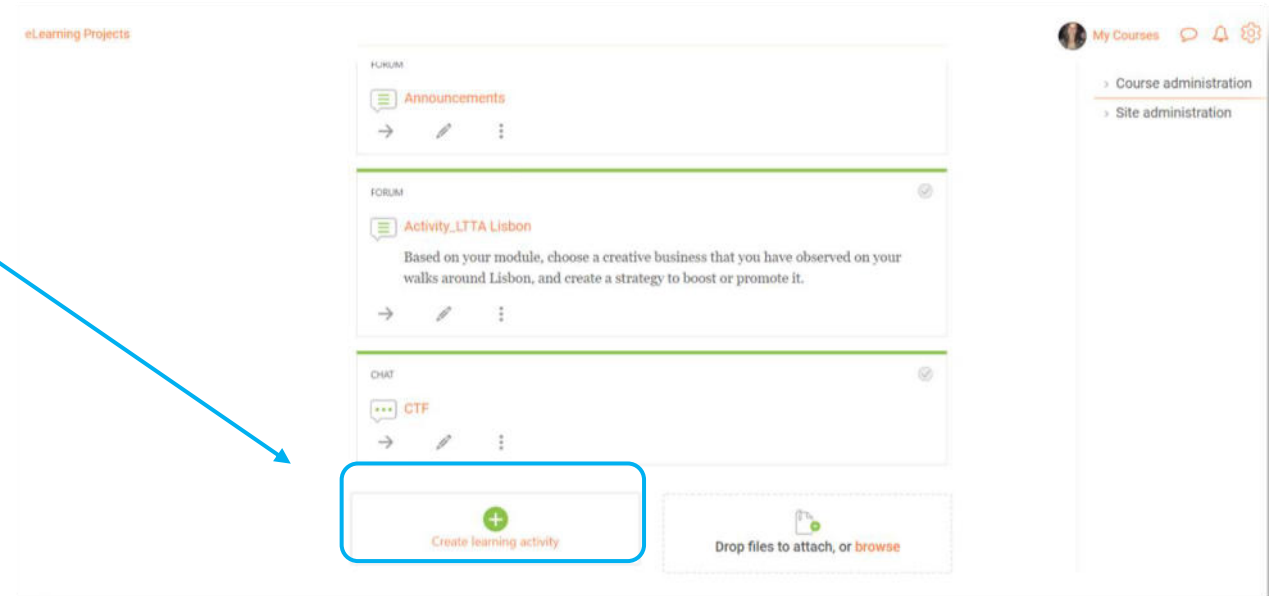 eLearning Projects
My Courses
Course administration
Site administration
FORUM
Announcements
FORUM
Activity_LTTA Lisbon
Based on your module, choose a creative business that you have observed on your
walks around Lisbon, and create a strategy to boost or promote it.
CHAT
CTF
Create learning activity
Drop files to attach, or browse